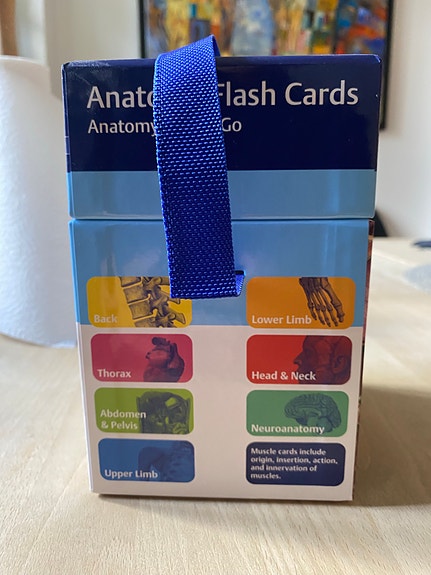 Anato Flash Cards
Anatomy Go
Back
Lower Limb
Thorax
Head & Neck
Abdomen
& Pelvis
Neuroanatomy
Upper Limb
Muscle cards include
origin, insertion, action,
and innervation of
muscles.